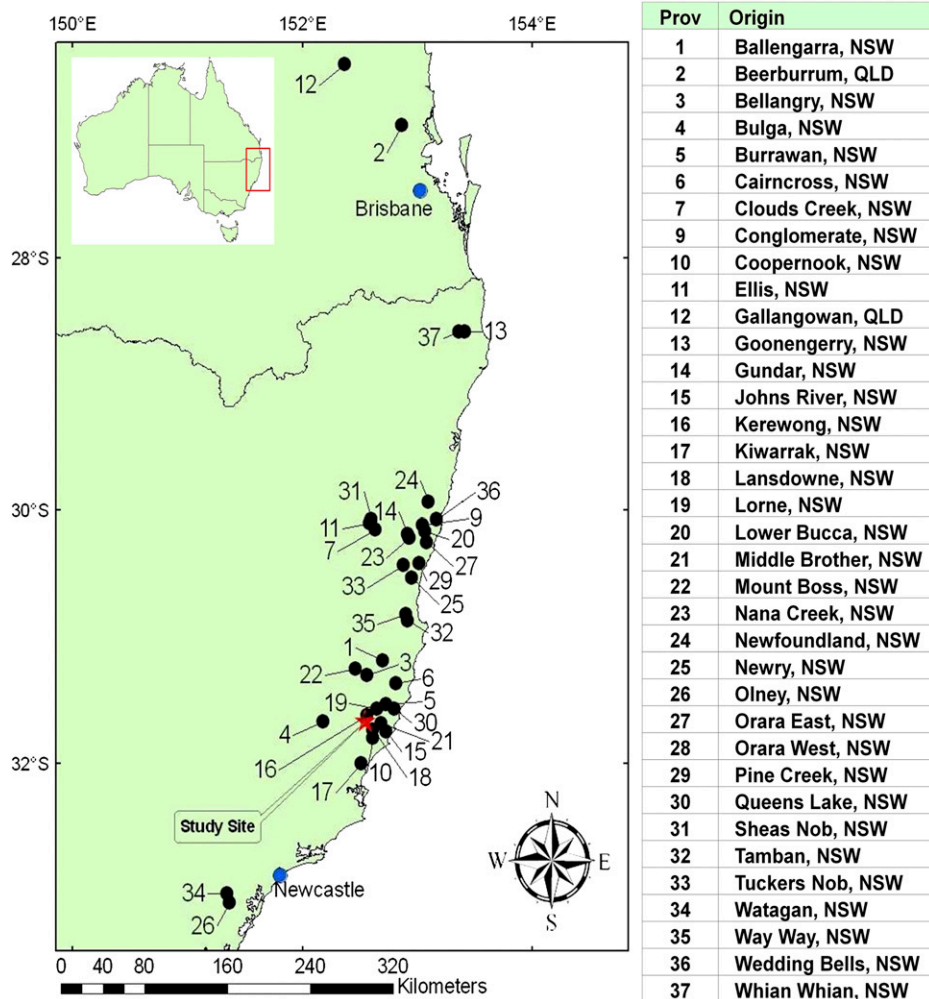 150°E 152°E 154°E
12
2
Brisbane
28°S
37 13
24
31 14 36
30°S
11 9
7 20
23 27
33 29
25
35 32
1 3
22 6
19 5
4 30
16 21
15
18
10
17
32°S
Study Site
N
W E
S
Newcastle
34
26
0 40 80 160 240 320
Kilometers
Prov Origin
1 Ballengarra, NSW
2 Beerburrum, QLD
3 Bellangry, NSW
4 Bulga, NSW
5 Burrawan, NSW
6 Cairncross, NSW
7 Clouds Creek, NSW
9 Conglomerate, NSW
10 Coopernook, NSW
11 Ellis, NSW
12 Gallangowan, QLD
13 Goonengerry, NSW
14 Gundar, NSW
15 Johns River, NSW
16 Kerewong, NSW
17 Kiwarrak, NSW
18 Lansdowne, NSW
19 Lorne, NSW
20 Lower Bucca, NSW
21 Middle Brother, NSW
22 Mount Boss, NSW
23 Nana Creek, NSW
24 Newfoundland, NSW
25 Newry, NSW
26 Olney, NSW
27 Orara East, NSW
28 Orara West, NSW
29 Pine Creek, NSW
30 Queens Lake, NSW
31 Sheas Nob, NSW
32 Tamban, NSW
33 Tuckers Nob, NSW
34 Watagan, NSW
35 Way Way, NSW
36 Wedding Bells, NSW
37 Whian Whian, NSW